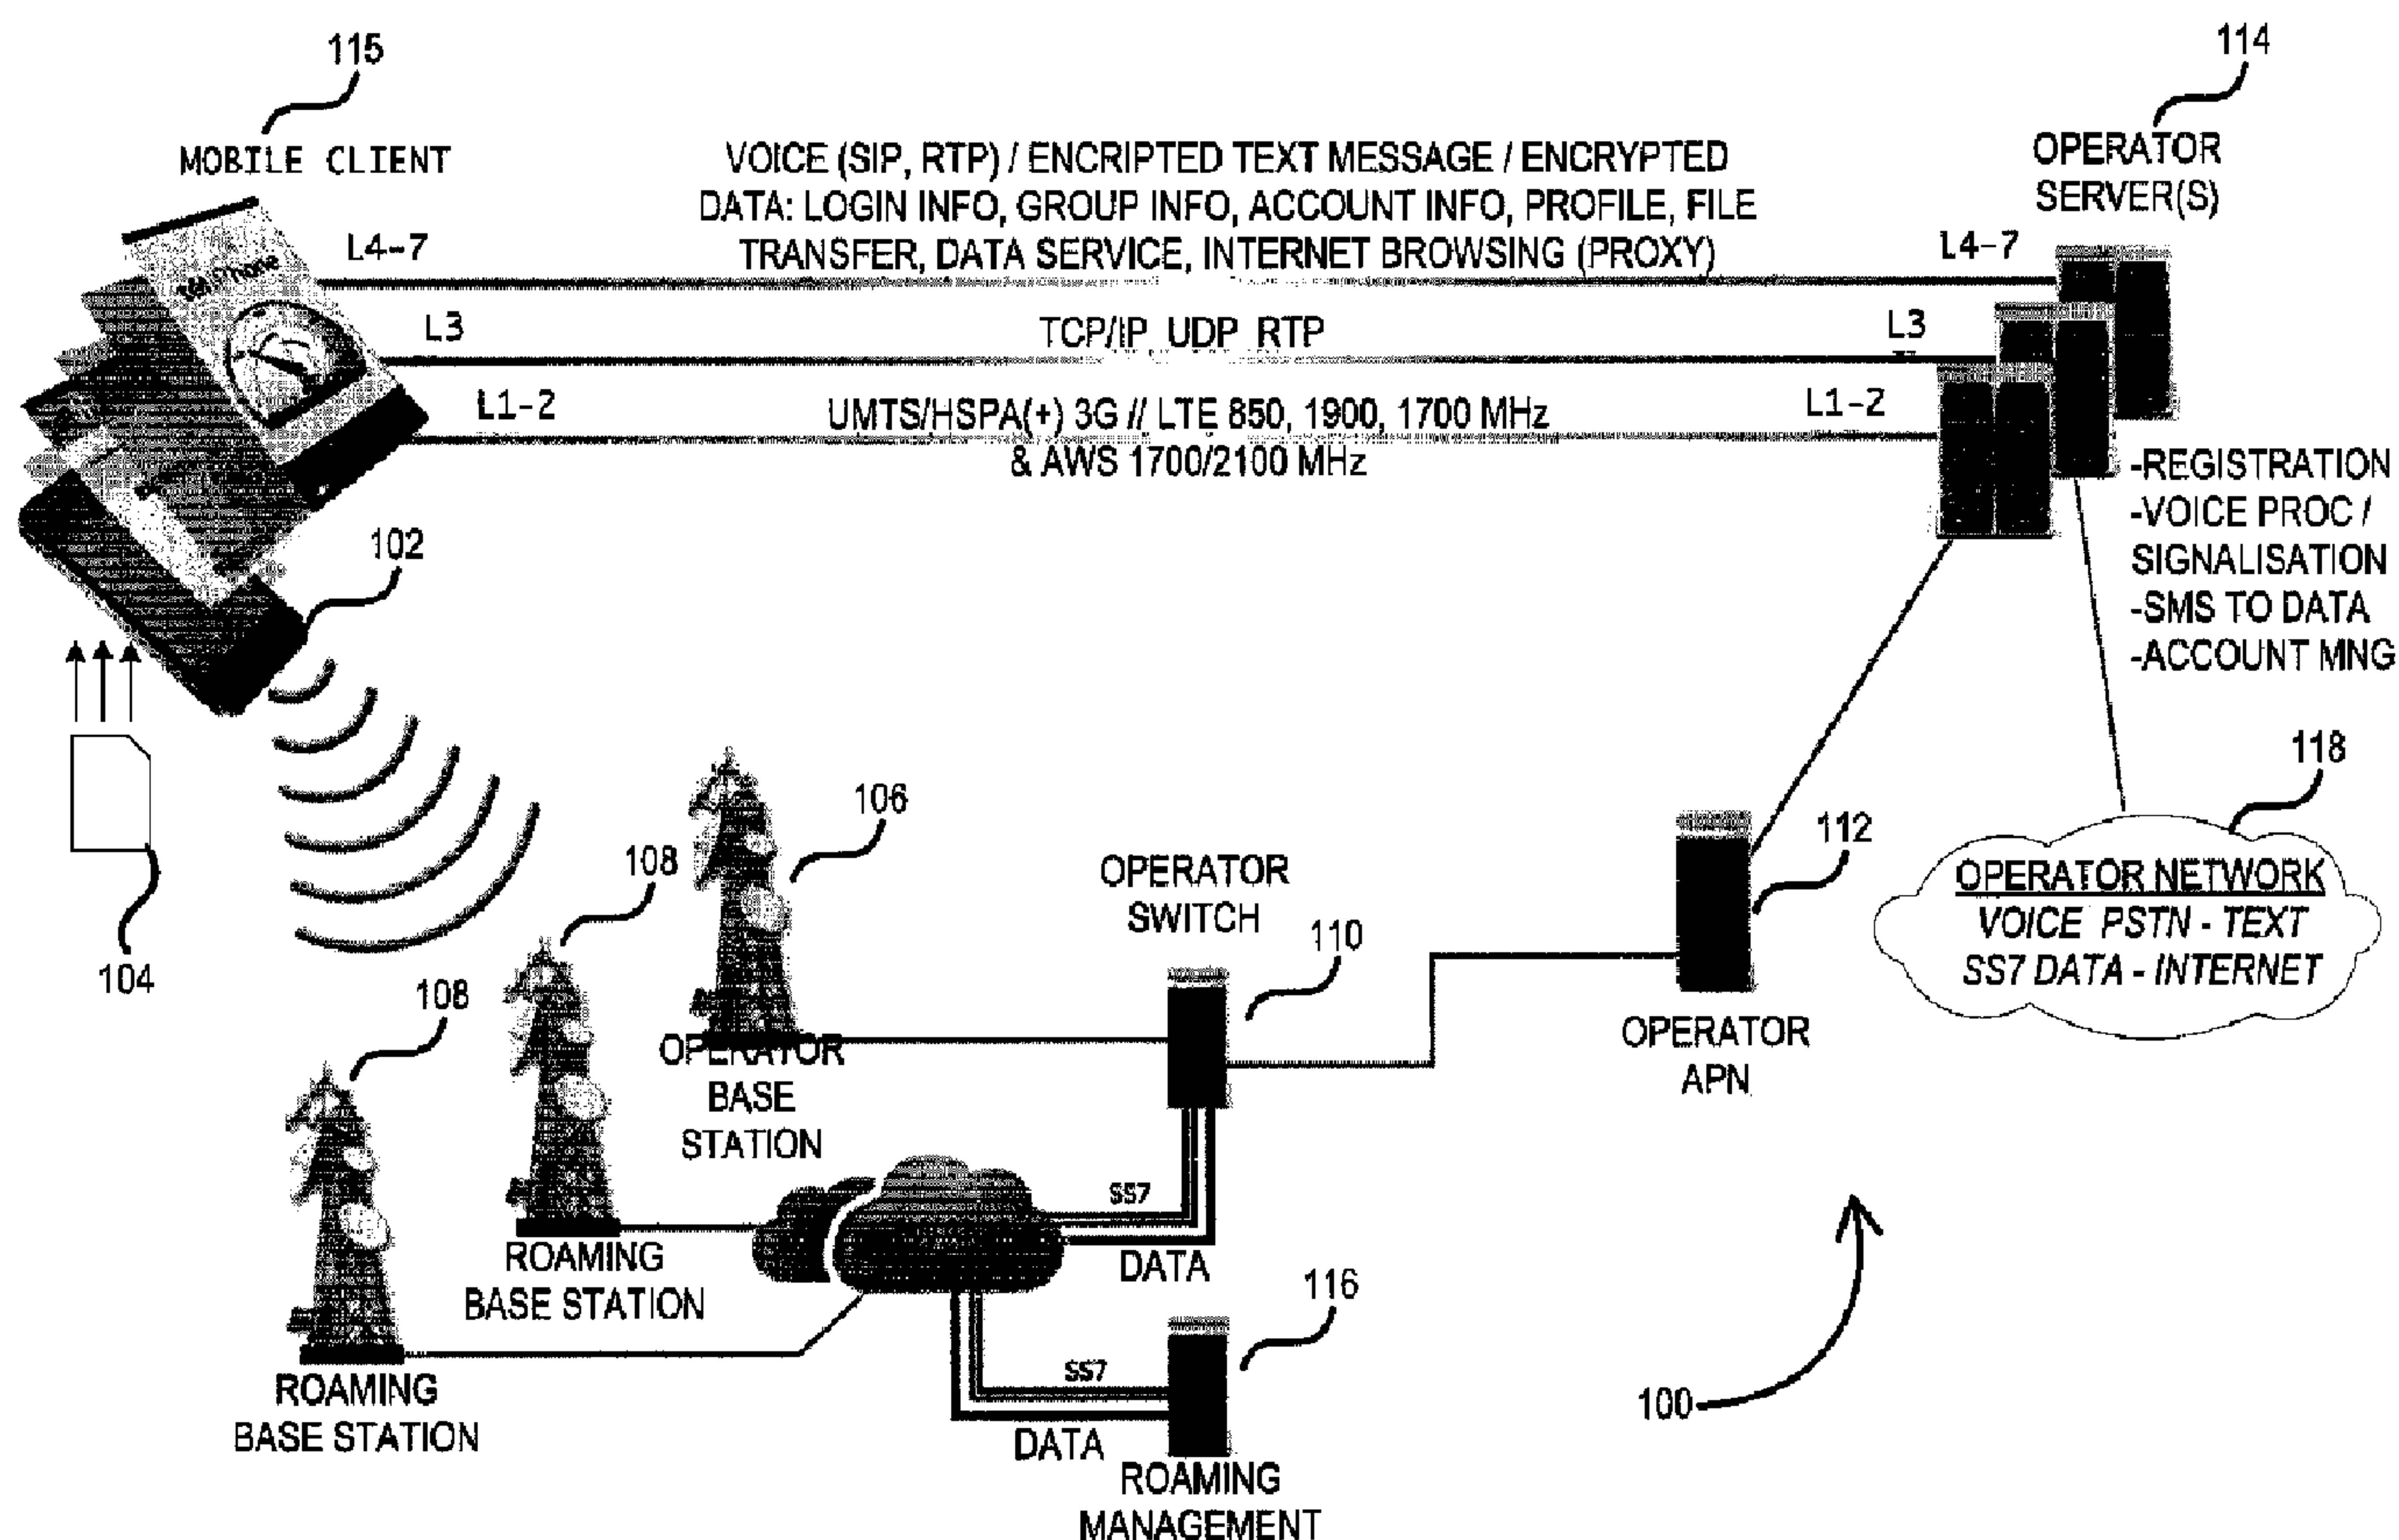 115
MOBILE CLIENT
114
OPERATOR
SERVER(S)
VOICE (SIP, RTP) / ENCRIPTED TEXT MESSAGE / ENCRYPTED
DATA: LOGIN INFO, GROUP INFO, ACCOUNT INFO, PROFILE, FILE
TRANSFER, DATA SERVICE, INTERNET BROWSING (PROXY)
L4-7
L4-7
L3
TCP/IP UDP RTP
L3
L1-2
UMTS/HSPA(+) 3G // LTE 850, 1900, 1700 MHz
& AWS 1700/2100 MHz
L1-2
-REGISTRATION
-VOICE PROC /
SIGNALISATION
-SMS TO DATA
-ACCOUNT MNG
102
104
106
108
108
OPERATOR
SWITCH
110
112
118
OPERATOR NETWORK
VOICE PSTN - TEXT
SS7 DATA - INTERNET
OPERATOR
BASE
STATION
OPERATOR
APN
SS7
DATA
ROAMING
BASE STATION
116
SS7
DATA
ROAMING
BASE STATION
100
ROAMING
MANAGEMENT